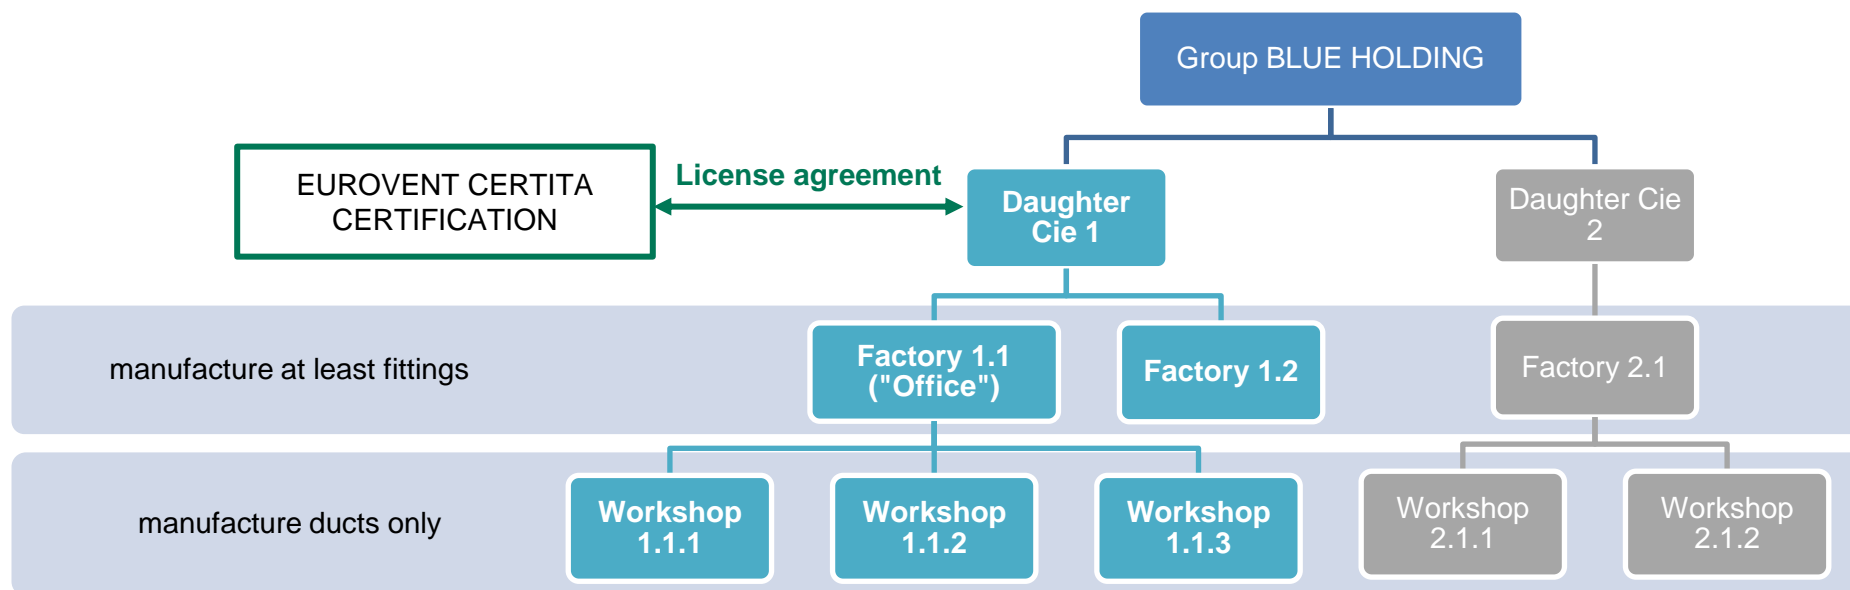 Group BLUE HOLDING
EUROVENT CERTITA
CERTIFICATION
License agreement
Daughter
Cie 1
Daughter Cie
2
manufacture at least fittings
Factory 1.1
("Office")
Factory 1.2
Factory 2.1
manufacture ducts only
Workshop
1.1.1
Workshop
1.1.2
Workshop
1.1.3
Workshop
2.1.1
Workshop
2.1.2